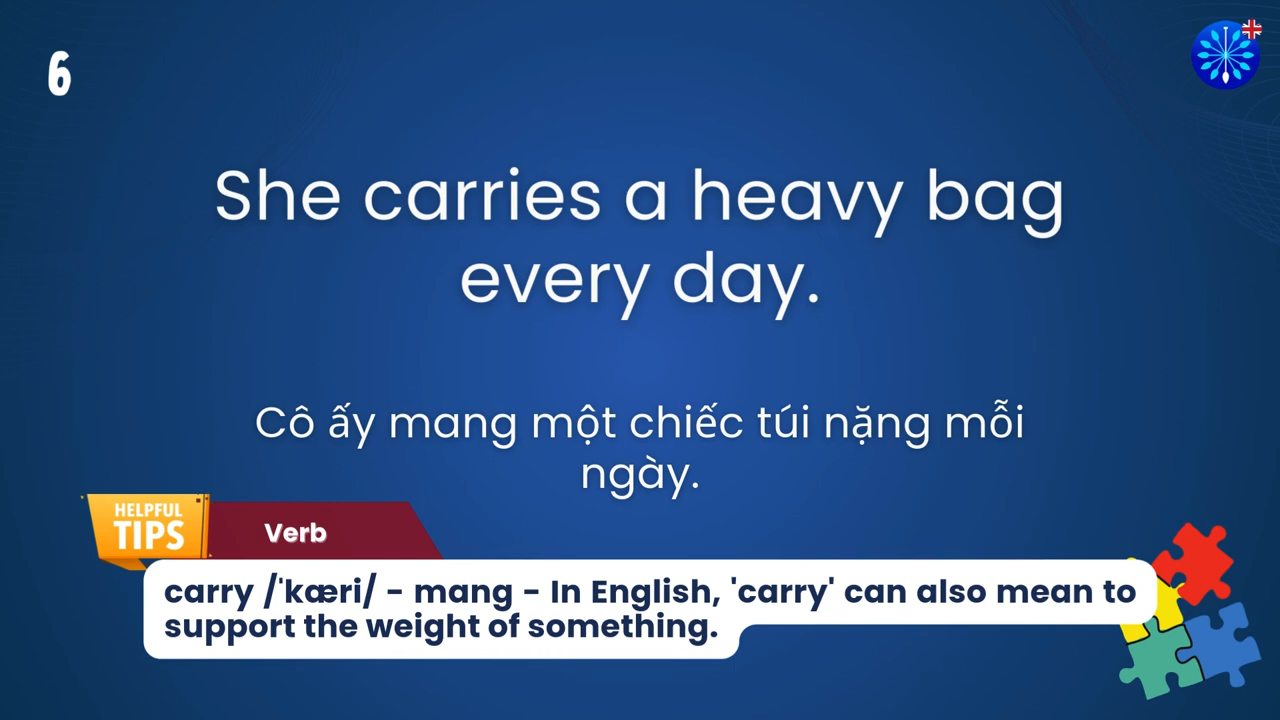 6
She carries a heavy bag
every day.
Cô ấy mang một chiếc túi nặng mỗi
ngày.
HELPFUL
TIPS
Verb
carry /ˈkæri/ - mang - In English, 'carry' can also mean to
support the weight of something.